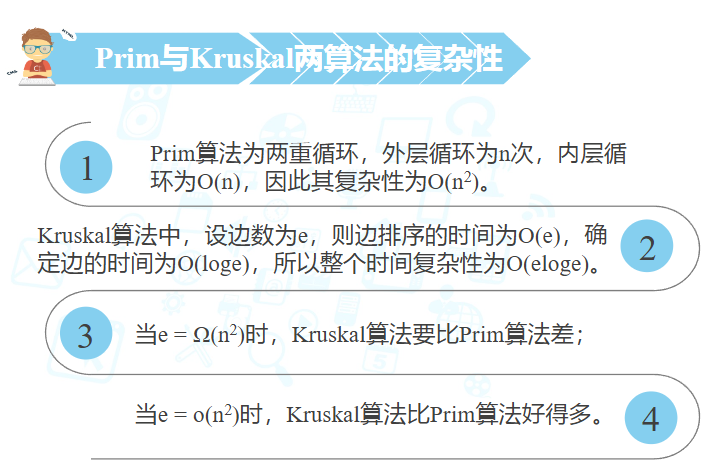 Prim与Kruskal两算法的复杂性
1
Prim算法为两重循环，外层循环为n次，内层循
环为O(n)，因此其复杂性为O(n²)。
Kruskal算法中，设边数为e，则边排序的时间为O(e)，确
定边的时间为O(loge)，所以整个时间复杂性为O(eloge)。
2
3
当e = Ω(n²)时，Kruskal算法要比Prim算法差；
当e = o(n²)时，Kruskal算法比Prim算法好得多。
4